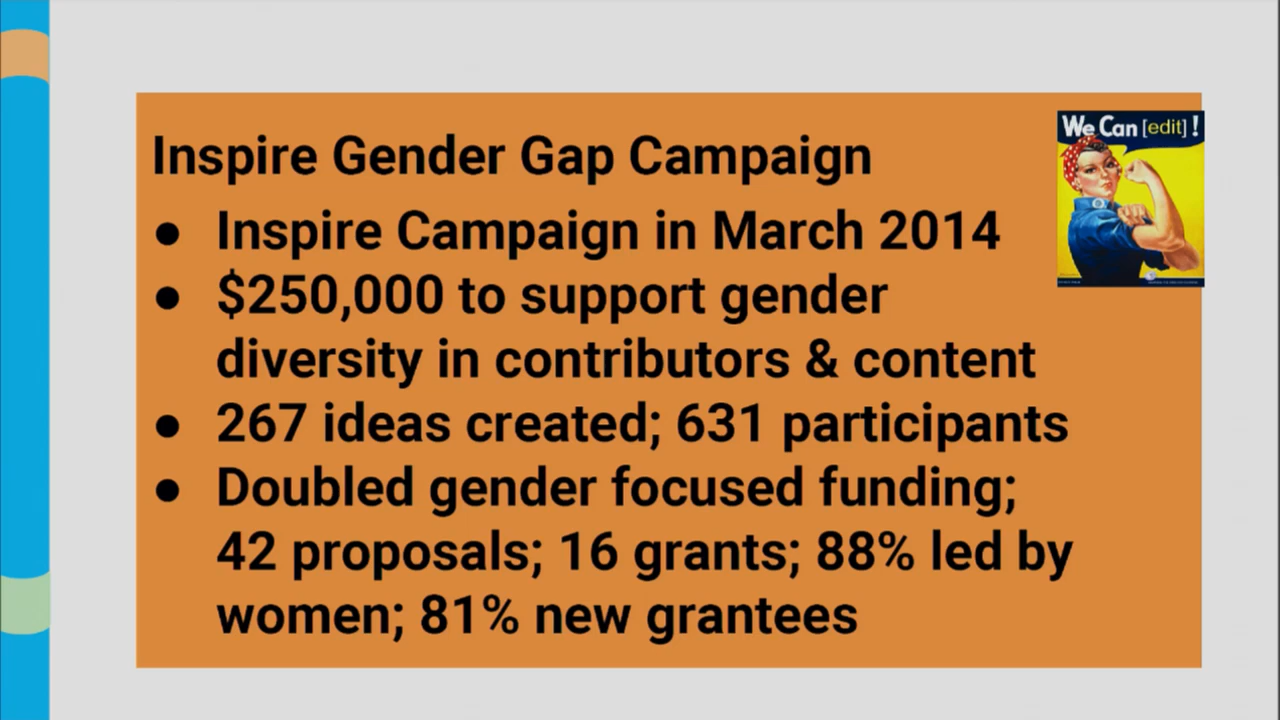 We Can [edit] !
Inspire Gender Gap Campaign
● Inspire Campaign in March 2014
● $250,000 to support gender
diversity in contributors & content
● 267 ideas created; 631 participants
● Doubled gender focused funding;
42 proposals; 16 grants; 88% led by
women; 81% new grantees